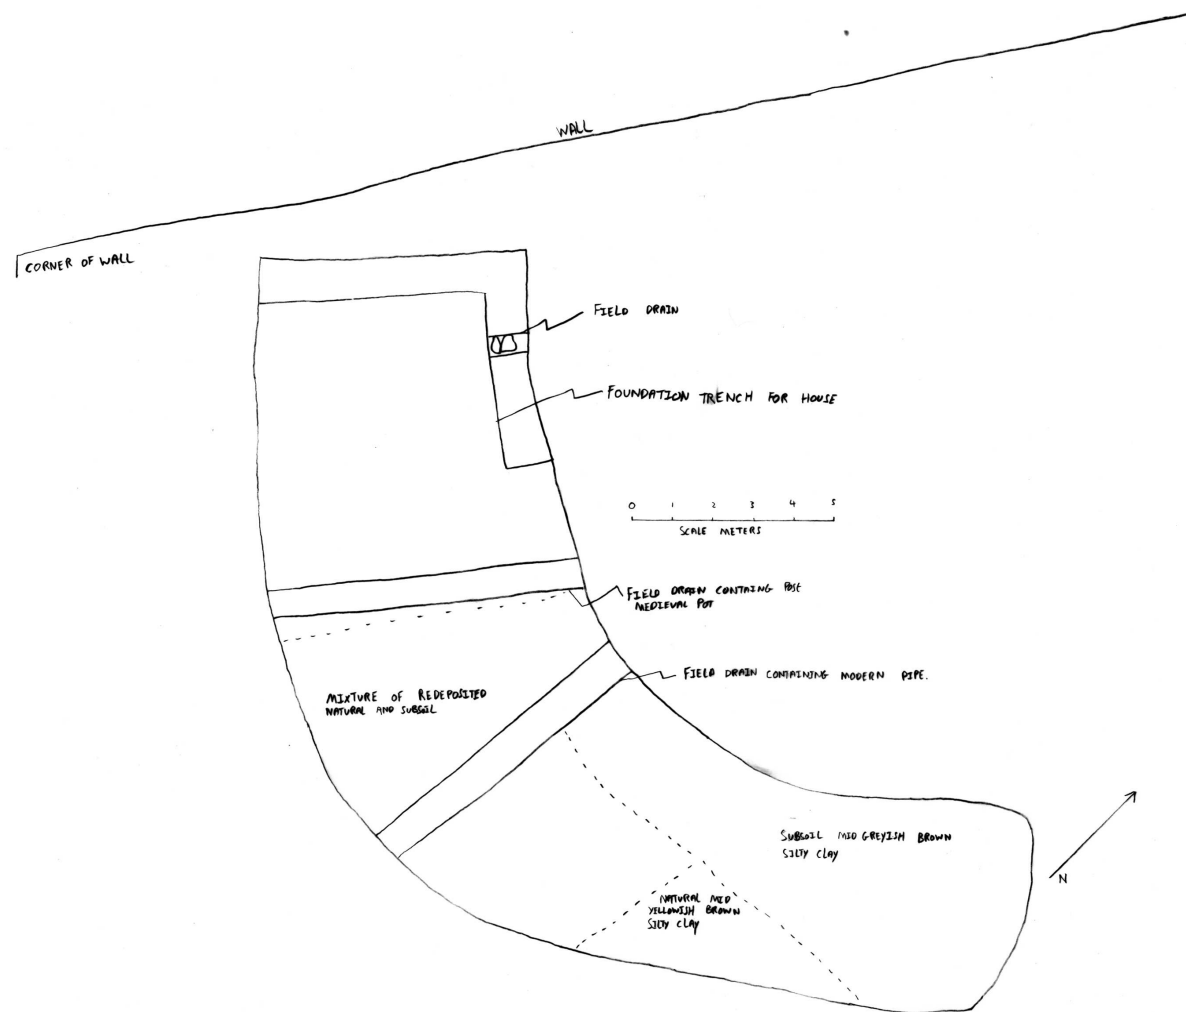 WALL
CORNER OF WALL
FIELD DRAIN
FOUNDATION TRENCH FOR HOUSE
0 1 2 3 4 5
SCALE METERS
FIELD DRAIN CONTAING POST
MEDIEVAL POT
FIELD DRAIN CONTAINING MODERN PIPE.
MIXTURE OF REDEPOSITED
NATURAL AND SUBSOIL
SUBSOIL MID GREYISH BROWN
SILTY CLAY
N
NATURAL MID
YELLOWISH BROWN
SILTY CLAY